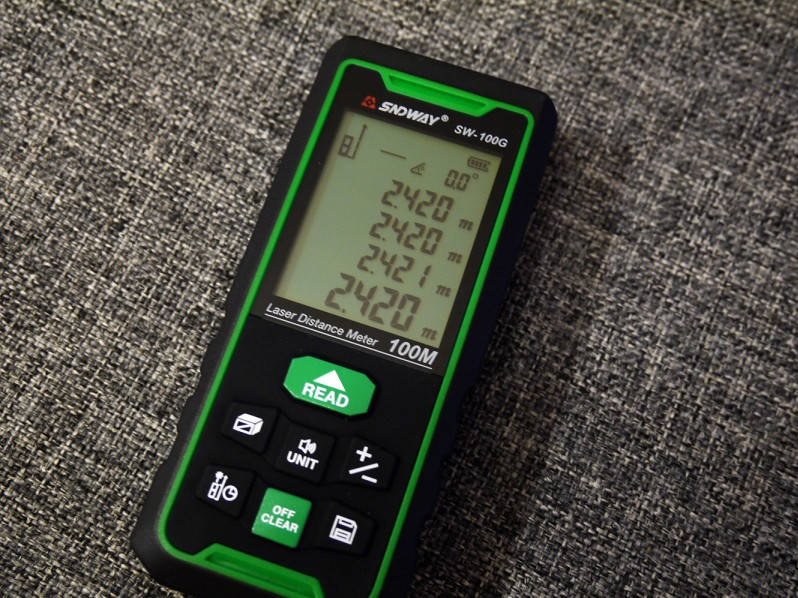 SNDWAY®
SW-100G
0.0°
2.420 m
2.420 m
2.421 m
2.420 m
Laser Distance Meter 100M
READ
UNIT
+/−
OFF
CLEAR